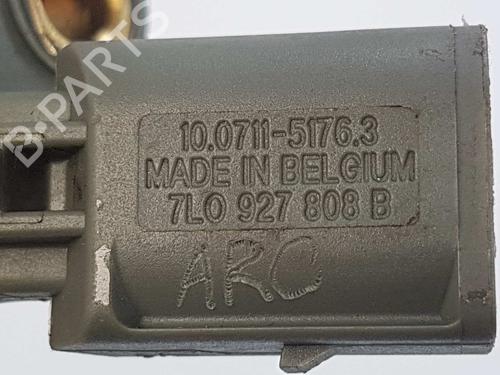 10.0711-5176.3
MADE IN BELGIUM
7L0 927 808 B
ARC
B-PARTS